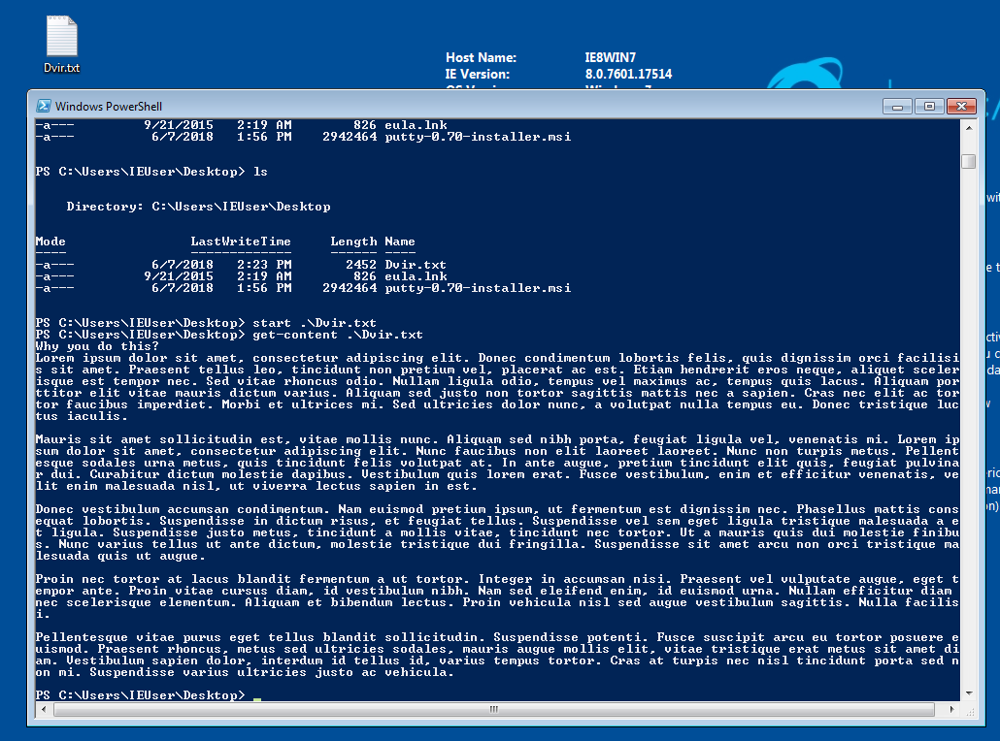 Dvir.txt
Host Name: IE8WIN7
IE Version: 8.0.7601.17514
Windows PowerShell
-a--- 9/21/2015 2:19 AM 826 eula.lnk
-a--- 6/7/2018 1:56 PM 2942464 putty-0.70-installer.msi
PS C:\Users\IEUser\Desktop> ls
Directory: C:\Users\IEUser\Desktop
Mode LastWriteTime Length Name
---- ------------- ------ ----
-a--- 6/7/2018 2:23 PM 2452 Dvir.txt
-a--- 9/21/2015 2:19 AM 826 eula.lnk
-a--- 6/7/2018 1:56 PM 2942464 putty-0.70-installer.msi
PS C:\Users\IEUser\Desktop> start .\Dvir.txt
PS C:\Users\IEUser\Desktop> get-content .\Dvir.txt
Why you do this?
Lorem ipsum dolor sit amet, consectetur adipiscing elit. Donec condimentum lobortis felis, quis dignissim orci facilisi
s sit amet. Praesent tellus leo, tincidunt non pretium vel, placerat ac est. Etiam hendrerit eros neque, aliquet sceler
isque est tempor nec. Sed vitae rhoncus odio. Nullam ligula odio, tempus vel maximus ac, tempus quis lacus. Aliquam por
ttitor elit vitae mauris dictum varius. Aliquam sed justo non tortor sagittis mattis nec a sapien. Cras nec elit ac tor
tor faucibus imperdiet. Morbi et ultrices mi. Sed ultricies dolor nunc, a volutpat nulla tempus eu. Donec tristique luc
tus iaculis.
Mauris sit amet sollicitudin est, vitae mollis nunc. Aliquam sed nibh porta, feugiat ligula vel, venenatis mi. Lorem ip
sum dolor sit amet, consectetur adipiscing elit. Nunc faucibus non elit laoreet laoreet. Nunc non turpis metus. Pellent
esque sodales urna metus, quis tincidunt felis volutpat at. In ante augue, pretium tincidunt elit quis, feugiat pulvina
r dui. Curabitur dictum molestie dapibus. Vestibulum quis lorem erat. Fusce vestibulum, enim et efficitur venenatis, ve
lit enim malesuada nisl, ut viverra lectus sapien in est.
Donec vestibulum accumsan condimentum. Nam euismod pretium ipsum, ut fermentum est dignissim nec. Phasellus mattis cons
equat lobortis. Suspendisse in dictum risus, et feugiat tellus. Suspendisse vel sem eget ligula tristique malesuada a e
t ligula. Suspendisse justo metus, tincidunt a mollis vitae, tincidunt nec tortor. Ut a mauris quis dui molestie finibu
s. Nunc varius tellus ut ante dictum, molestie tristique dui fringilla. Suspendisse sit amet arcu non orci tristique ma
lesuada quis ut augue.
Proin nec tortor at lacus blandit fermentum a ut tortor. Integer in accumsan nisi. Praesent vel vulputate augue, eget t
empor ante. Proin vitae cursus diam, id vestibulum nibh. Nam sed eleifend enim, id euismod urna. Nullam efficitur diam
nec scelerisque elementum. Aliquam et bibendum lectus. Proin vehicula nisl sed augue vestibulum sagittis. Nulla facilis
i.
Pellentesque vitae purus eget tellus blandit sollicitudin. Suspendisse potenti. Fusce suscipit arcu eu tortor posuere e
uismod. Praesent rhoncus, metus sed ultricies sodales, mauris augue mollis elit, vitae tristique erat metus sit amet di
am. Vestibulum sapien dolor, interdum id tellus id, varius tempus tortor. Cras at turpis nec nisl tincidunt porta sed n
on mi. Suspendisse varius ultricies justo ac vehicula.
PS C:\Users\IEUser\Desktop> _